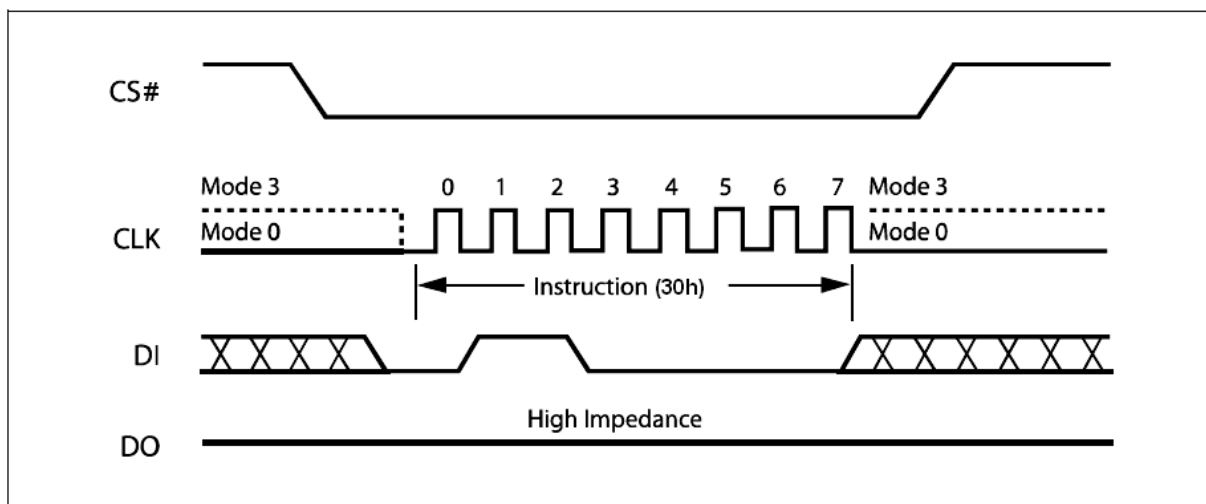 CS#
Mode 3 0 1 2 3 4 5 6 7 Mode 3
CLK Mode 0 Mode 0
Instruction (30h)
DI
High Impedance
DO